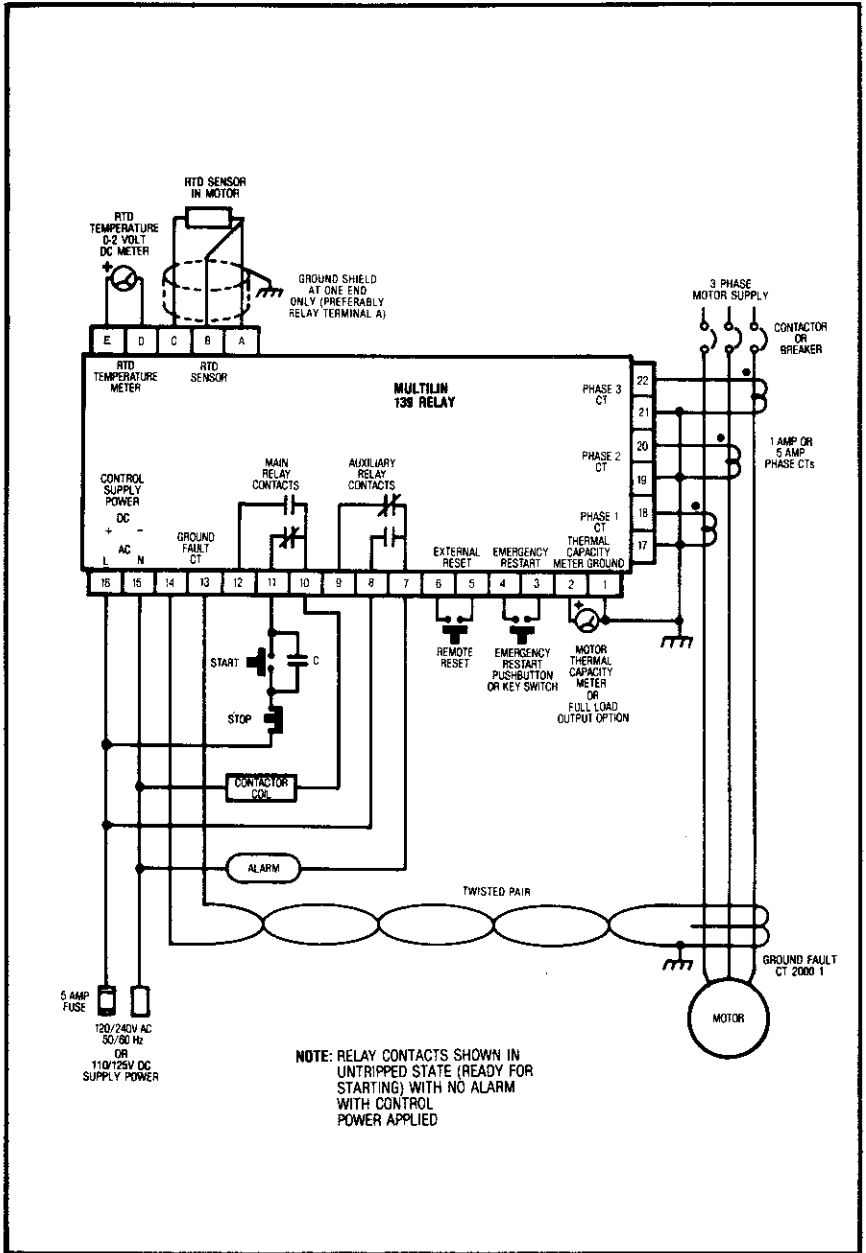 RTD SENSOR
IN MOTOR
RTD
TEMPERATURE
0-2 VOLT
DC METER
+
GROUND SHIELD
AT ONE END
ONLY (PREFERABLY
RELAY TERMINAL A)
3 PHASE
MOTOR SUPPLY
CONTACTOR
OR
BREAKER
E D C B A
RTD
TEMPERATURE
METER
RTD
SENSOR
MULTILIN
139 RELAY
PHASE 3
CT
22
21
PHASE 2
CT
20
19
PHASE 1
CT
18
17
1 AMP OR
5 AMP
PHASE CTs
CONTROL
SUPPLY
POWER
DC
+ -
AC
L N
GROUND
FAULT
CT
MAIN
RELAY
CONTACTS
AUXILIARY
RELAY
CONTACTS
EXTERNAL
RESET
EMERGENCY
RESTART
THERMAL
CAPACITY
METER GROUND
16 15 14 13 12 11 10 9 8 7 6 5 4 3 2 1
START
C
STOP
REMOTE
RESET
EMERGENCY
RESTART
PUSHBUTTON
OR KEY SWITCH
+
MOTOR
THERMAL
CAPACITY
METER
OR
FULL LOAD
OUTPUT OPTION
CONTACTOR
COIL
ALARM
TWISTED PAIR
GROUND FAULT
CT 2000 1
MOTOR
5 AMP
FUSE
120/240V AC
50/60 Hz
OR
110/125V DC
SUPPLY POWER
NOTE: RELAY CONTACTS SHOWN IN
UNTRIPPED STATE (READY FOR
STARTING) WITH NO ALARM
WITH CONTROL
POWER APPLIED